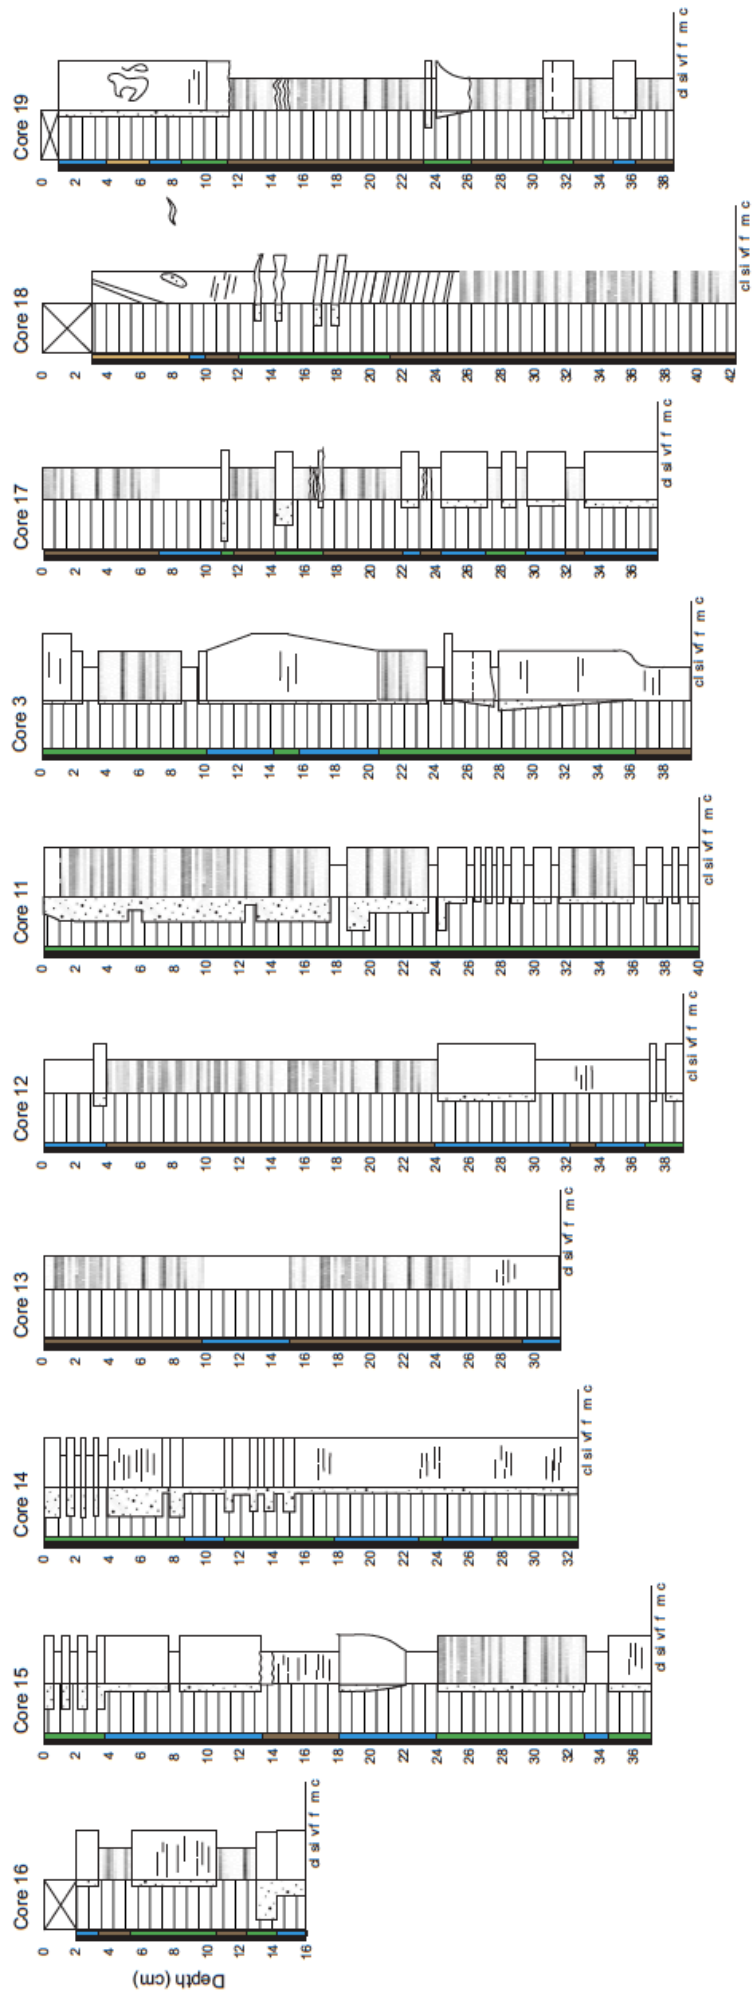 Core 19
0 2 4 6 8 10 12 14 16 18 20 22 24 26 28 30 32 34 36 38
cl si vf f m c
Core 18
0 2 4 6 8 10 12 14 16 18 20 22 24 26 28 30 32 34 36 38 40 42
cl si vf f m c
Core 17
0 2 4 6 8 10 12 14 16 18 20 22 24 26 28 30 32 34 36
cl si vf f m c
Core 3
0 2 4 6 8 10 12 14 16 18 20 22 24 26 28 30 32 34 36 38
cl si vf f m c
Core 11
0 2 4 6 8 10 12 14 16 18 20 22 24 26 28 30 32 34 36 38 40
cl si vf f m c
Core 12
0 2 4 6 8 10 12 14 16 18 20 22 24 26 28 30 32 34 36 38
cl si vf f m c
Core 13
0 2 4 6 8 10 12 14 16 18 20 22 24 26 28 30
cl si vf f m c
Core 14
0 2 4 6 8 10 12 14 16 18 20 22 24 26 28 30 32
cl si vf f m c
Core 15
0 2 4 6 8 10 12 14 16 18 20 22 24 26 28 30 32 34 36
cl si vf f m c
Core 16
0 2 4 6 8 10 12 14 16
cl si vf f m c
Depth (cm)